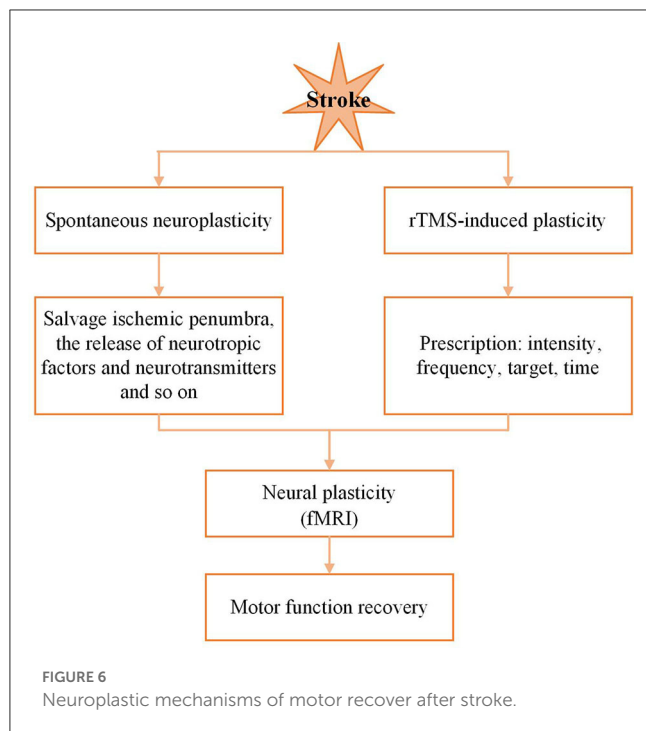 Stroke
Spontaneous neuroplasticity
rTMS-induced plasticity
Salvage ischemic penumbra,
the release of neurotropic
factors and neurotransmitters
and so on
Prescription: intensity,
frequency, target, time
Neural plasticity
(fMRI)
Motor function recovery
FIGURE 6
Neuroplastic mechanisms of motor recover after stroke.